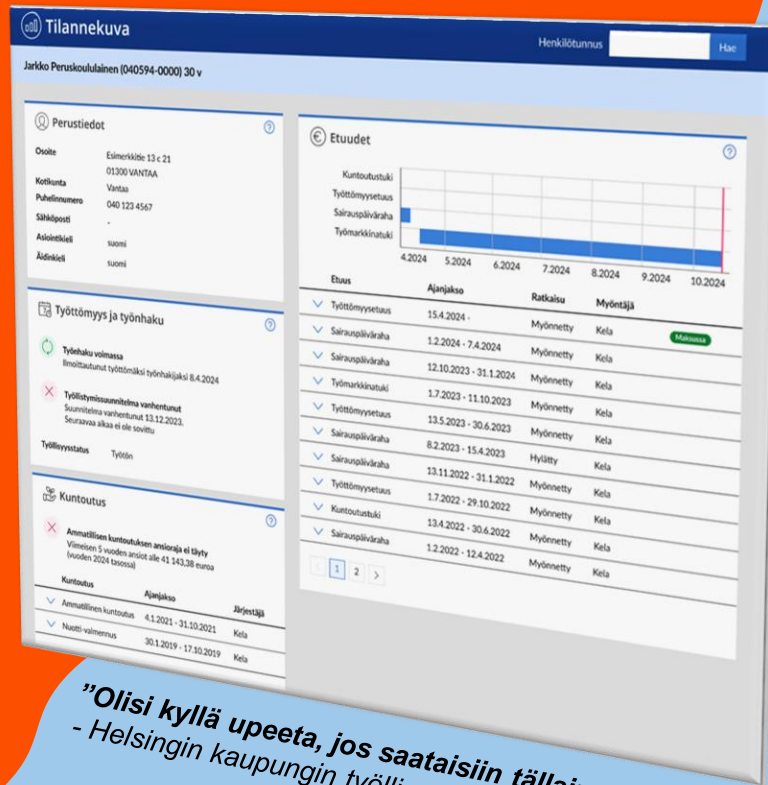 Tilannekuva
Henkilötunnus
Hae
Jarkko Peruskoululainen (040594-0000) 30 v
Perustiedot
Osoite Esimerkkitie 13 c 21
01300 VANTAA
Kotikunta Vantaa
Puhelinnumero 040 123 4567
Sähköposti -
Asiointikieli suomi
Äidinkieli suomi
Työttömyys ja työnhaku
Työnhaku voimassa
Ilmoittautunut työttömäksi työnhakijaksi 8.4.2024
Työllistymissuunnitelma vanhentunut
Suunnitelma vanhentunut 13.12.2023.
Seuraavaa aikaa ei ole sovittu
Työllisyysstatus Työtön
Kuntoutus
Ammatillisen kuntoutuksen ansioraja ei täyty
Viimeisen 5 vuoden ansiot alle 41 143,38 euroa
(vuoden 2024 tasossa)
Kuntoutus Ajanjakso Järjestäjä
Ammatillinen kuntoutus 4.1.2021 - 31.10.2021 Kela
Nuotti-valmennus 30.1.2019 - 17.10.2019 Kela
€ Etuudet
Kuntoutustuki
Työttömyysetuus
Sairauspäiväraha
Työmarkkinatuki
4.2024 5.2024 6.2024 7.2024 8.2024 9.2024 10.2024
Etuus Ajanjakso Ratkaisu Myöntäjä
Työttömyysetuus 15.4.2024 - Myönnetty Kela Maksussa
Sairauspäiväraha 1.2.2024 - 7.4.2024 Myönnetty Kela
Sairauspäiväraha 12.10.2023 - 31.1.2024 Myönnetty Kela
Työmarkkinatuki 1.7.2023 - 11.10.2023 Myönnetty Kela
Työttömyysetuus 13.5.2023 - 30.6.2023 Myönnetty Kela
Sairauspäiväraha 8.2.2023 - 15.4.2023 Hylätty Kela
Sairauspäiväraha 13.11.2022 - 31.1.2022 Myönnetty Kela
Työttömyysetuus 1.7.2022 - 29.10.2022 Myönnetty Kela
Kuntoutustuki 13.4.2022 - 30.6.2022 Myönnetty Kela
Sairauspäiväraha 1.2.2022 - 12.4.2022 Myönnetty Kela
1 2
”Olisi kyllä upeeta, jos saataisiin
- Helsingin kaupungin